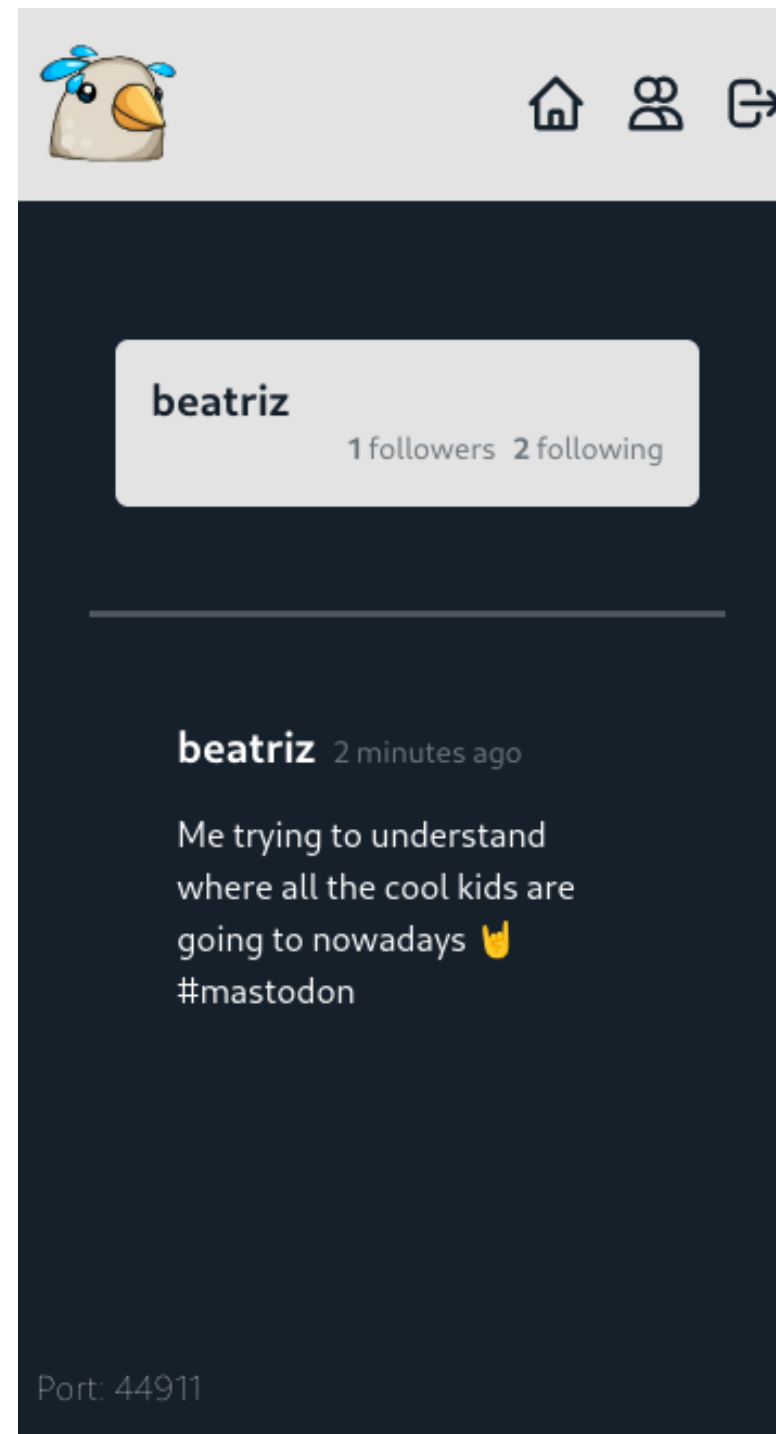 beatriz
1 followers 2 following
beatriz 2 minutes ago
Me trying to understand
where all the cool kids are
going to nowadays 🤘
#mastodon
Port: 44911